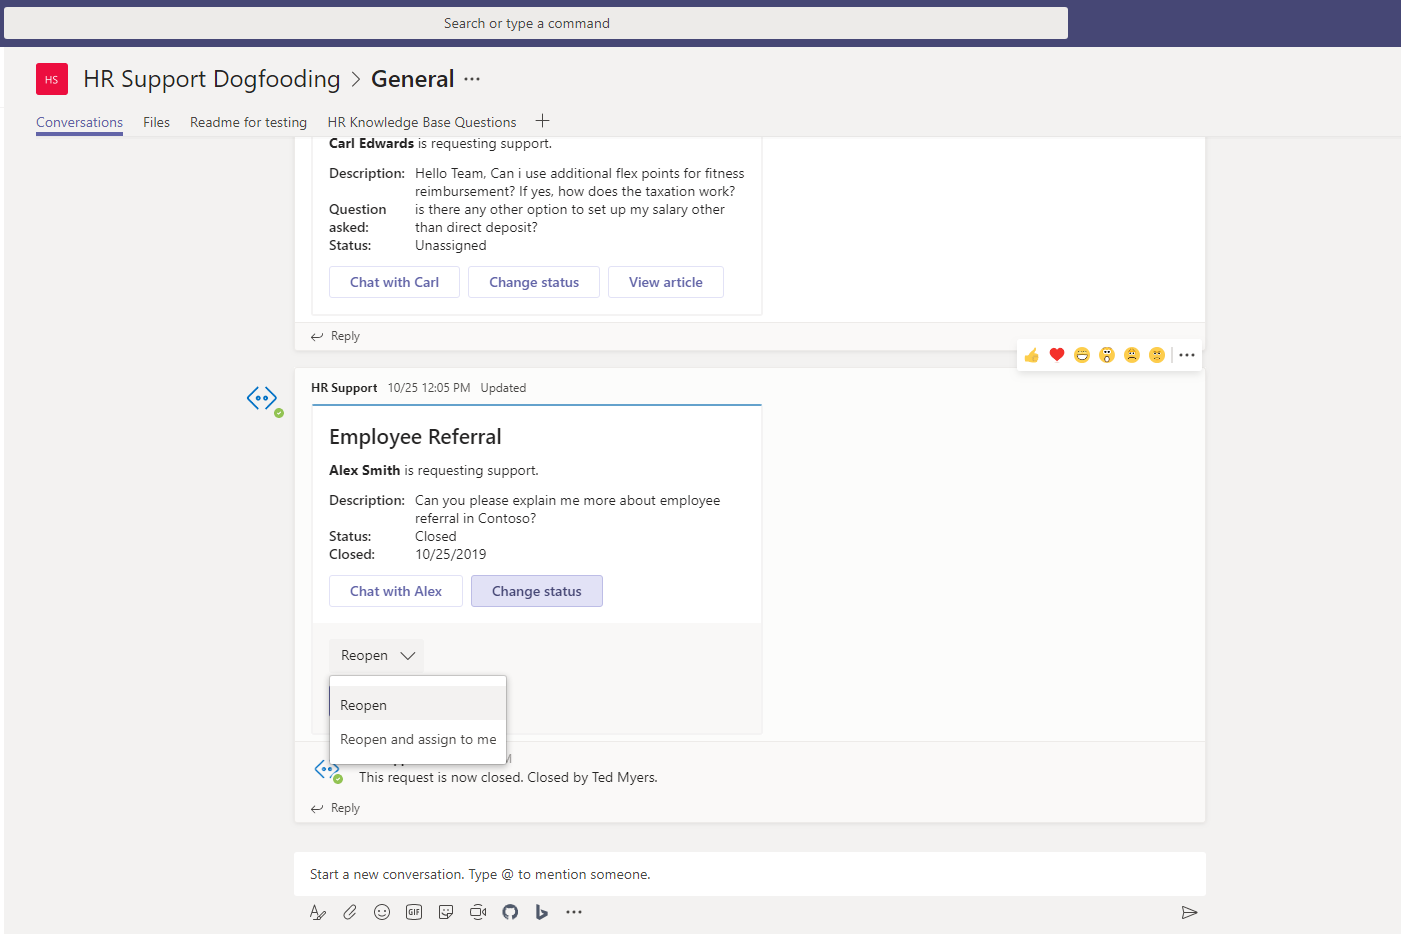 Search or type a command
HS
HR Support Dogfooding > General ...
Conversations Files Readme for testing HR Knowledge Base Questions +
Carl Edwards is requesting support.
Description: Hello Team, Can i use additional flex points for fitness
reimbursement? If yes, how does the taxation work?
Question is there any other option to set up my salary other
asked: than direct deposit?
Status: Unassigned
Chat with Carl Change status View article
Reply
HR Support 10/25 12:05 PM Updated
Employee Referral
Alex Smith is requesting support.
Description: Can you please explain me more about employee
referral in Contoso?
Status: Closed
Closed: 10/25/2019
Chat with Alex Change status
Reopen
Reopen
Reopen and assign to me
This request is now closed. Closed by Ted Myers.
Reply
Start a new conversation. Type @ to mention someone.
GIF